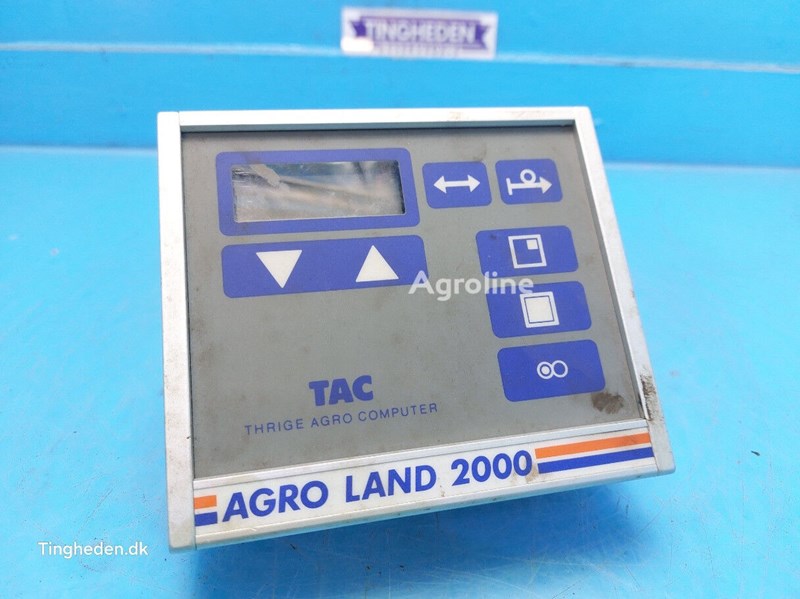 TINGHEDEN
Agroline
TAC
THRIGE AGRO COMPUTER
AGRO LAND 2000
Tingheden.dk